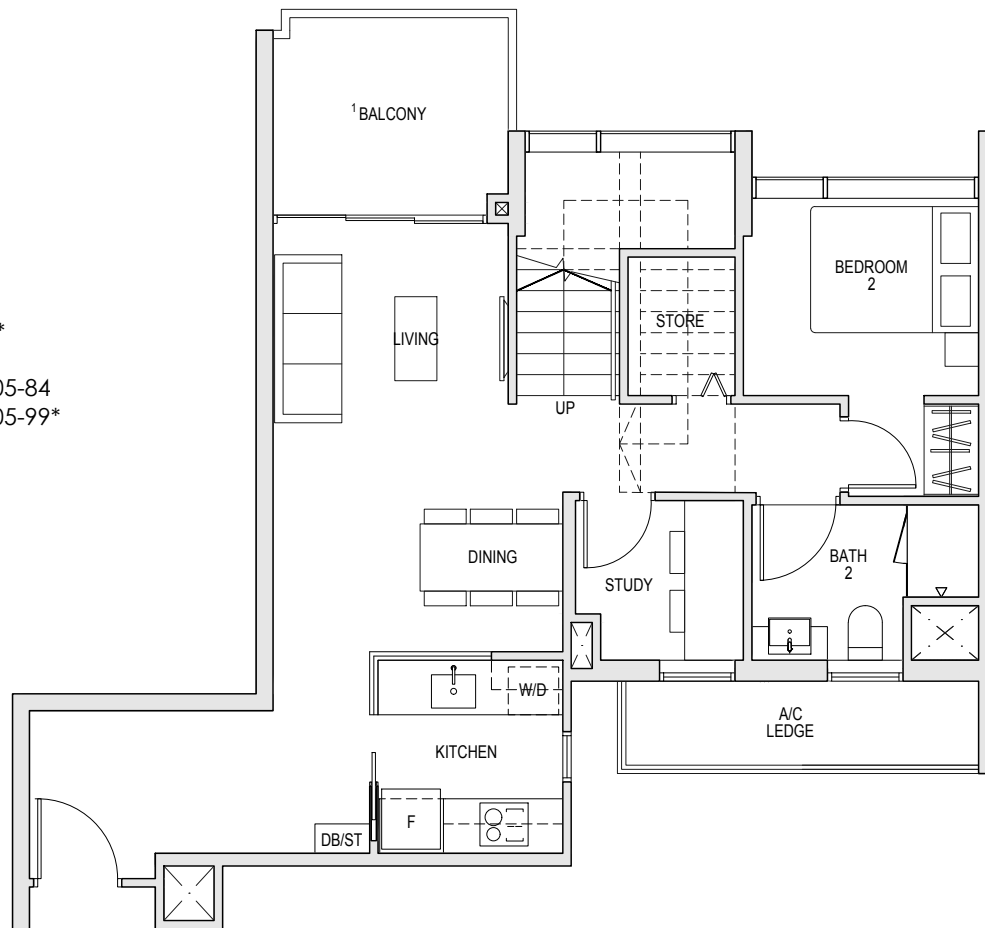 1 BALCONY
BEDROOM
2
STORE
LIVING
*
05-84
05-99*
UP
DINING
STUDY
BATH
2
W/D
A/C
LEDGE
KITCHEN
F
DB/ST